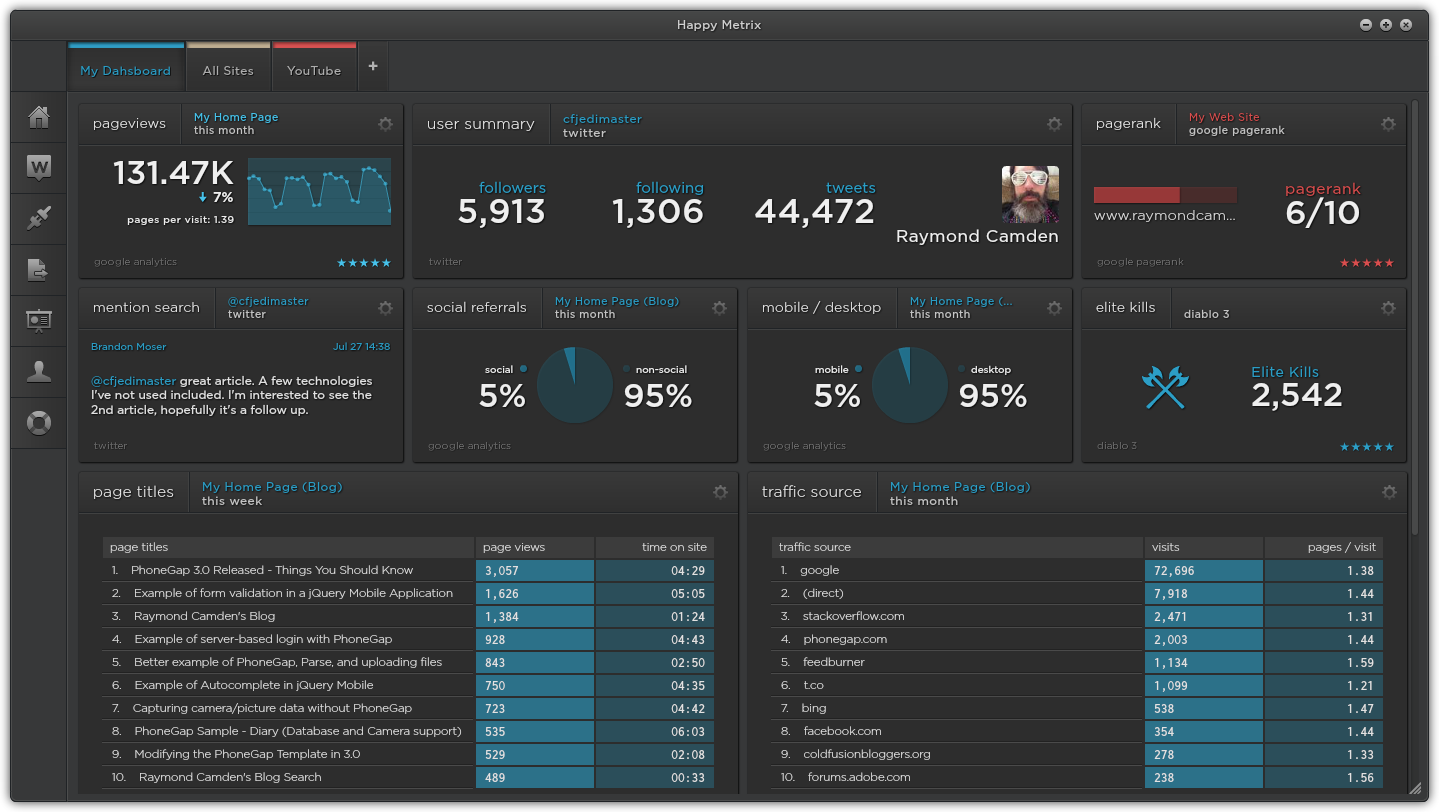 Happy Metrix
My Dahsboard
All Sites
YouTube
+
pageviews
My Home Page
this month
131.47K
7%
pages per visit: 1.39
google analytics
★★★★★
user summary
cfjedimaster
twitter
followers
5,913
following
1,306
tweets
44,472
Raymond Camden
twitter
pagerank
My Web Site
google pagerank
www.raymondcam...
pagerank
6/10
google pagerank
★★★★★
W
mention search
@cfjedimaster
twitter
Brandon Moser Jul 27 14:38
@cfjedimaster great article. A few technologies
I've not used included. I'm interested to see the
2nd article, hopefully it's a follow up.
twitter
social referrals
My Home Page (Blog)
this month
social
5%
non-social
95%
google analytics
mobile / desktop
My Home Page (...
this month
mobile
5%
desktop
95%
google analytics
elite kills
diablo 3
Elite Kills
2,542
diablo 3
★★★★★
page titles
My Home Page (Blog)
this week
page titles page views time on site
1. PhoneGap 3.0 Released - Things You Should Know 3,057 04:29
2. Example of form validation in a jQuery Mobile Application 1,626 05:05
3. Raymond Camden's Blog 1,384 01:24
4. Example of server-based login with PhoneGap 928 04:43
5. Better example of PhoneGap, Parse, and uploading files 843 02:50
6. Example of Autocomplete in jQuery Mobile 750 04:35
7. Capturing camera/picture data without PhoneGap 723 04:42
8. PhoneGap Sample - Diary (Database and Camera support) 535 06:03
9. Modifying the PhoneGap Template in 3.0 529 02:08
10. Raymond Camden's Blog Search 489 00:33
traffic source
My Home Page (Blog)
this month
traffic source visits pages / visit
1. google 72,696 1.38
2. (direct) 7,918 1.44
3. stackoverflow.com 2,471 1.31
4. phonegap.com 2,003 1.44
5. feedburner 1,134 1.59
6. t.co 1,099 1.21
7. bing 538 1.47
8. facebook.com 354 1.44
9. coldfusionbloggers.org 278 1.33
10. forums.adobe.com 238 1.56